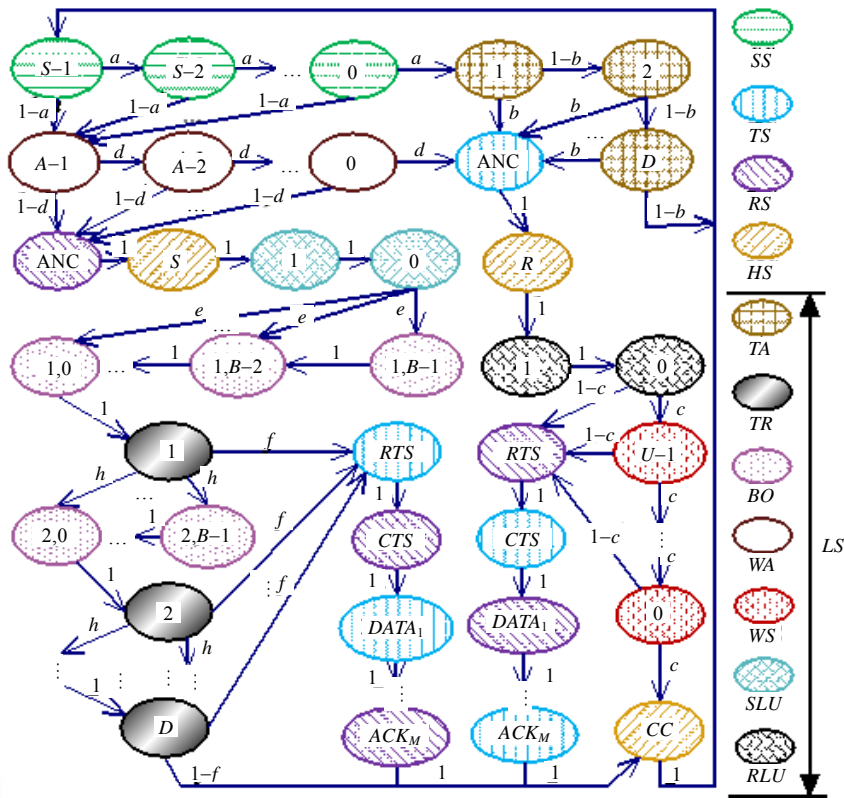 S−1 a S−2 a ... 0 a 1 1−b 2
SS
1−a 1−a 1−a b b 1−b
... ...
TS
A−1 d A−2 d ... 0 d ANC b D
1−d 1−d 1−d 1 1−b
RS
ANC 1 S 1 1 1 0 R
HS
e ... e e 1
TA
1,0 ... 1 1,B−2 1 1,B−1 1 1 0
1 1−c c
TR
1 f RTS RTS 1−c U−1
h ... h 1 1 c
BO
2,0 ... 1 2,B−1 f CTS CTS ⋮
1 1 1 1−c c
LS
WA
h 2 h ⋮ f DATA1 DATA1 0
WS
⋮ 1 ⋮ ⋮ ⋮ 1 ⋮ 1 ⋮ c
SLU
D ACKM ACKM CC
1−f 1 1 1
RLU